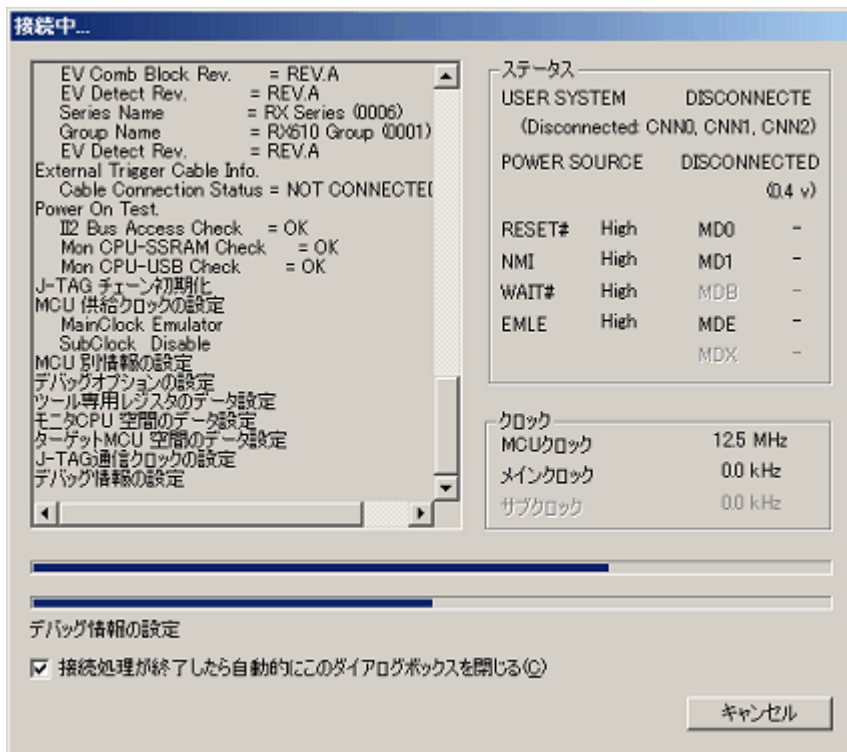 接続中...
EV Comb Block Rev. = REV.A
EV Detect Rev. = REV.A
Series Name = RX Series (0006)
Group Name = RX610 Group (0001)
EV Detect Rev. = REV.A
External Trigger Cable Info.
Cable Connection Status = NOT CONNECTE
Power On Test.
II2 Bus Access Check = OK
Mon CPU-SSRAM Check = OK
Mon CPU-USB Check = OK
J-TAG チェーン初期化
MCU 供給クロックの設定
MainClock Emulator
SubClock Disable
MCU 別情報の設定
デバッグオプションの設定
ツール専用レジスタのデータ設定
モニタCPU 空間のデータ設定
ターゲットMCU 空間のデータ設定
J-TAG通信クロックの設定
デバッグ情報の設定
ステータス
USER SYSTEM DISCONNECTE
(Disconnected: CNN0, CNN1, CNN2)
POWER SOURCE DISCONNECTED
(0.4 v)
RESET# High MD0 -
NMI High MD1 -
WAIT# High MDB -
EMLE High MDE -
MDX -
クロック
MCUクロック 12.5 MHz
メインクロック 0.0 kHz
サブクロック 0.0 kHz
デバッグ情報の設定
接続処理が終了したら自動的にこのダイアログボックスを閉じる(C)
キャンセル